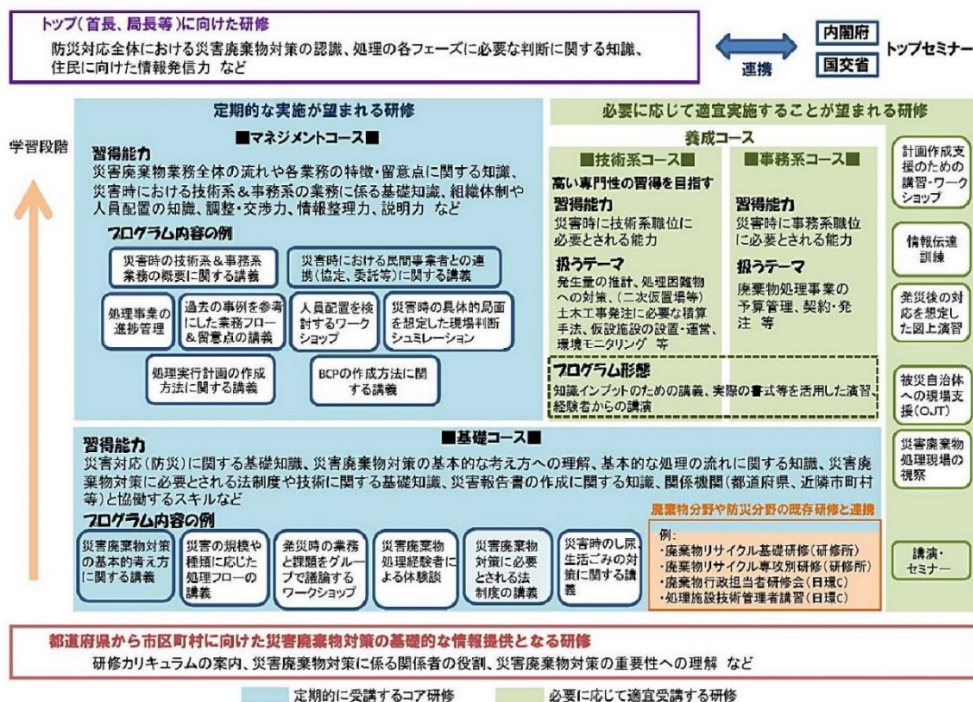 トップ(首長、局長等)に向けた研修
防災対応全体における災害廃棄物対策の認識、処理の各フェーズに必要な判断に関する知識、
住民に向けた情報発信力 など
連携
内閣府
国交省
トップセミナー
学習段階
定期的な実施が望まれる研修
■マネジメントコース■
習得能力
災害廃棄物業務全体の流れや各業務の特徴・留意点に関する知識、
災害時における技術系&事務系の業務に係る基礎知識、組織体制や
人員配置の知識、調整・交渉力、情報整理力、説明力 など
プログラム内容の例
災害時の技術系&事務系
業務の概要に関する講義
災害時における民間事業者との連
携(協定、委託等)に関する講義
処理事業の
進捗管理
過去の事例を参考
にした業務フロー
&留意点の講義
人員配置を検
討するワーク
ショップ
災害時の具体的局面
を想定した現場判断
シュミレーション
処理実行計画の作成
方法に関する講義
BCPの作成方法に関
する講義
必要に応じて適宜実施することが望まれる研修
養成コース
■技術系コース■
高い専門性の習得を目指す
習得能力
災害時に技術系職位
に必要とされる能力
扱うテーマ
発生量の推計、処理困難物
への対策、(二次仮置場等)
土木工事発注に必要な積算
手法、仮設施設の設置・運営、
環境モニタリング 等
■事務系コース■
習得能力
災害時に事務系職位
に必要とされる能力
扱うテーマ
廃棄物処理事業の
予算管理、契約・発
注 等
プログラム形態
知識インプットのための講義、実際の書式等を活用した演習、
経験者からの講演
計画作成支
援のための
講習・ワーク
ショップ
情報伝達
訓練
発災後の対
応を想定し
た図上演習
被災自治体
への現場支
援(OJT)
災害廃棄物
処理現場の
視察
講演・
セミナー
■基礎コース■
習得能力
災害対応(防災)に関する基礎知識、災害廃棄物対策の基本的な考え方への理解、基本的な処理の流れに関する知識、災害廃
棄物対策に必要とされる法制度や技術に関する基礎知識、災害報告書の作成に関する知識、関係機関(都道府県、近隣市町村
等)と協働するスキルなど
プログラム内容の例
災害廃棄物対策
の基本的考え方
に関する講義
災害の規模や
種類に応じた
処理フローの
講義
発災時の業務
と課題をグルー
プで議論する
ワークショップ
災害廃棄物
処理経験者に
よる体験談
災害廃棄物
対策に必要
とされる法
制度の講義
災害時のし尿、
生活ごみの対
策に関する講
義
廃棄物分野や防災分野の既存研修と連携
例:
・廃棄物リサイクル基礎研修(研修所)
・廃棄物リサイクル専攻別研修(研修所)
・廃棄物行政担当者研修会(日環C)
・処理施設技術管理者講習(日環C)
都道府県から市区町村に向けた災害廃棄物対策の基礎的な情報提供となる研修
研修カリキュラムの案内、災害廃棄物対策に係る関係者の役割、災害廃棄物対策の重要性への理解 など
定期的に受講するコア研修
必要に応じて適宜受講する研修